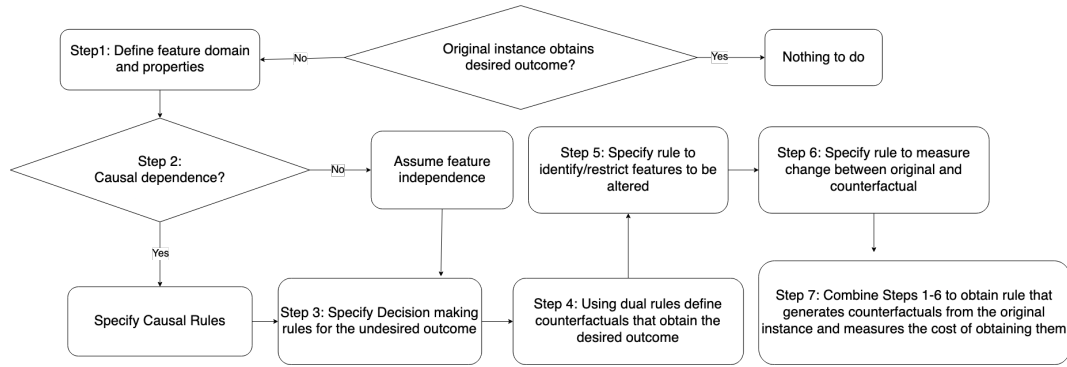 Original instance obtains
desired outcome?
Yes
Nothing to do
No
Step1: Define feature domain
and properties
Step 2:
Causal dependence?
No
Assume feature
independence
Yes
Specify Causal Rules
Step 3: Specify Decision making
rules for the undesired outcome
Step 4: Using dual rules define
counterfactuals that obtain the
desired outcome
Step 5: Specify rule to
identify/restrict features to be
altered
Step 6: Specify rule to measure
change between original and
counterfactual
Step 7: Combine Steps 1-6 to obtain rule that
generates counterfactuals from the original
instance and measures the cost of obtaining them